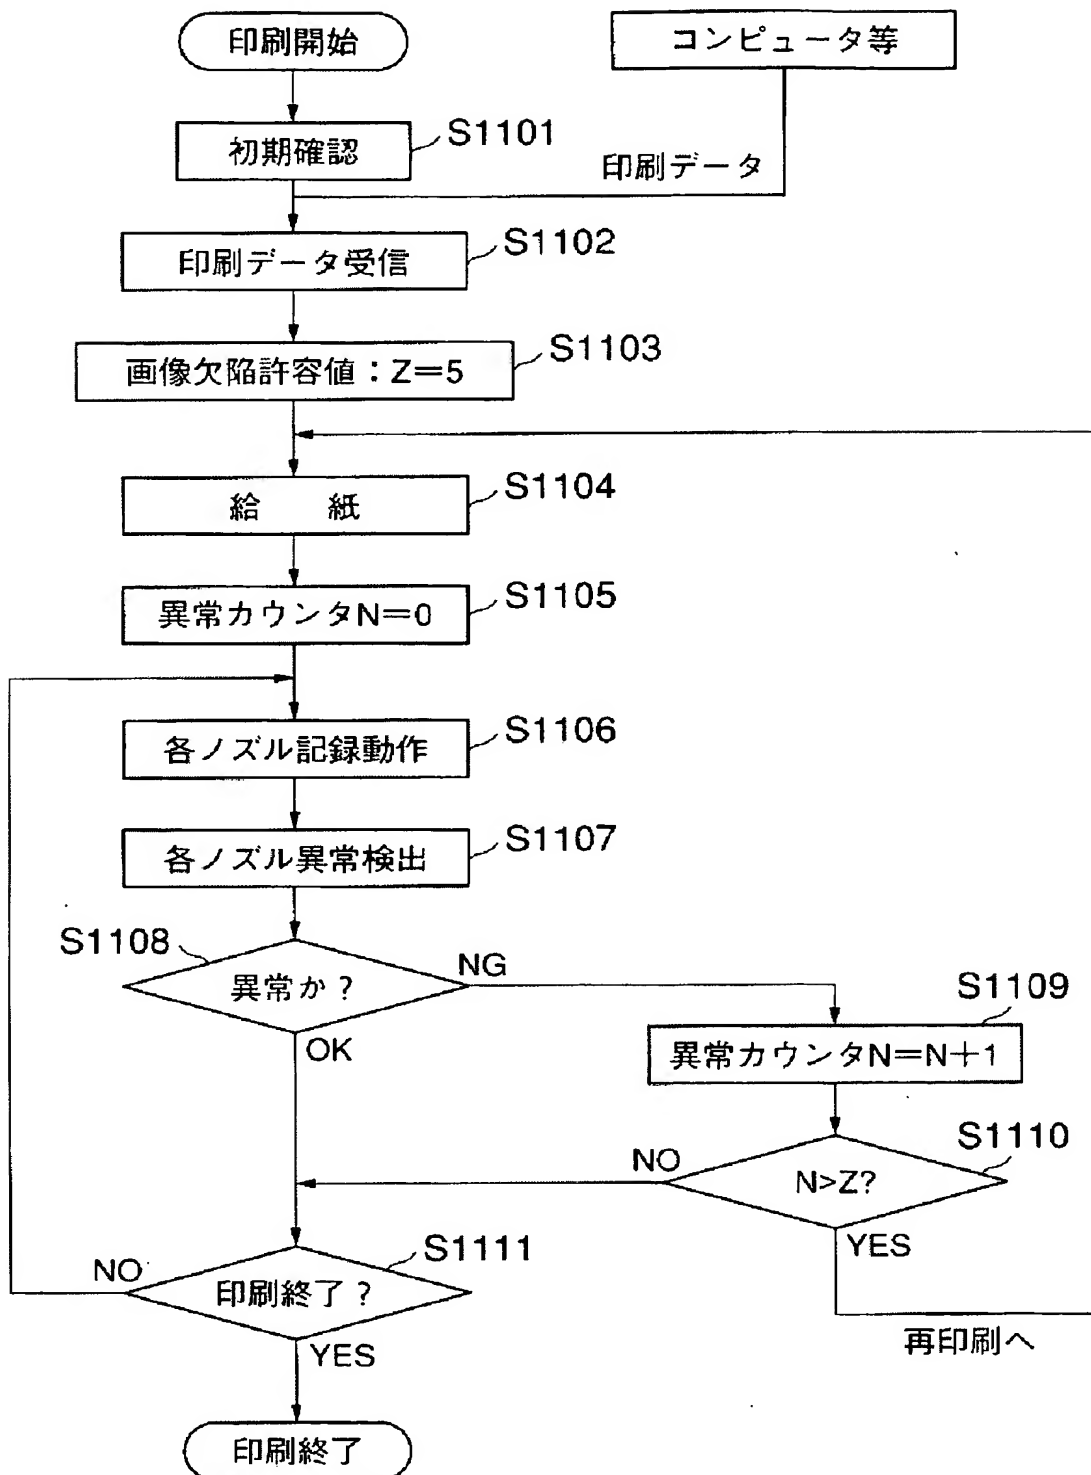 印刷開始
コンピュータ等
初期確認
S1101
印刷データ
印刷データ受信
S1102
画像欠陥許容値:Z=5
S1103
給 紙
S1104
異常カウンタN=0
S1105
各ノズル記録動作
S1106
各ノズル異常検出
S1107
S1108
異常か?
NG
OK
S1109
異常カウンタN=N+1
S1110
NO
N>Z?
YES
再印刷へ
S1111
NO
印刷終了?
YES
印刷終了